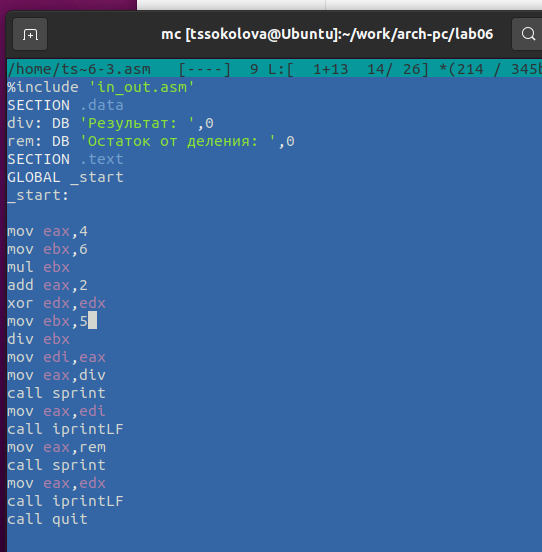 mc [tssokolova@Ubuntu]:~/work/arch-pc/lab06
/home/ts~6-3.asm   [----]  9 L:[  1+13  14/ 26] *(214 / 345b
%include 'in_out.asm'
SECTION .data
div: DB 'Результат: ',0
rem: DB 'Остаток от деления: ',0
SECTION .text
GLOBAL _start
_start:
mov eax,4
mov ebx,6
mul ebx
add eax,2
xor edx,edx
mov ebx,5
div ebx
mov edi,eax
mov eax,div
call sprint
mov eax,edi
call iprintLF
mov eax,rem
call sprint
mov eax,edx
call iprintLF
call quit